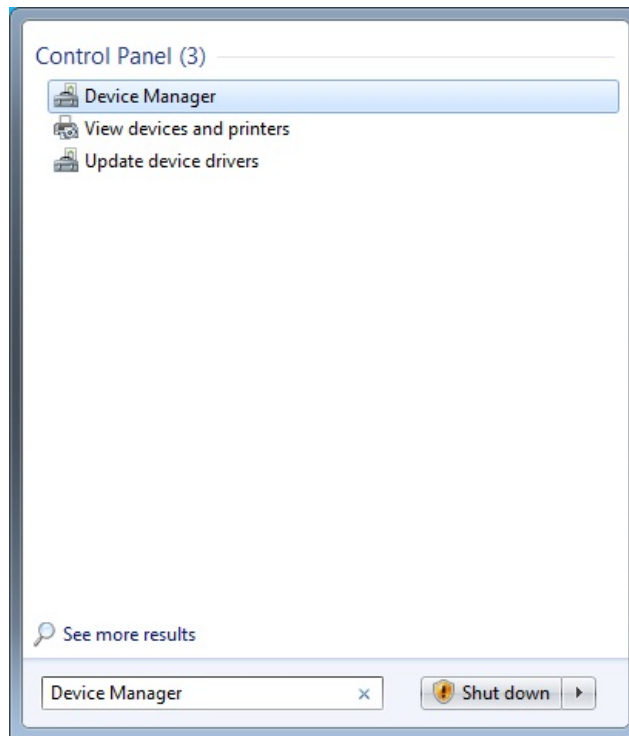 Control Panel (3)
Device Manager
View devices and printers
Update device drivers
See more results
Device Manager
Shut down